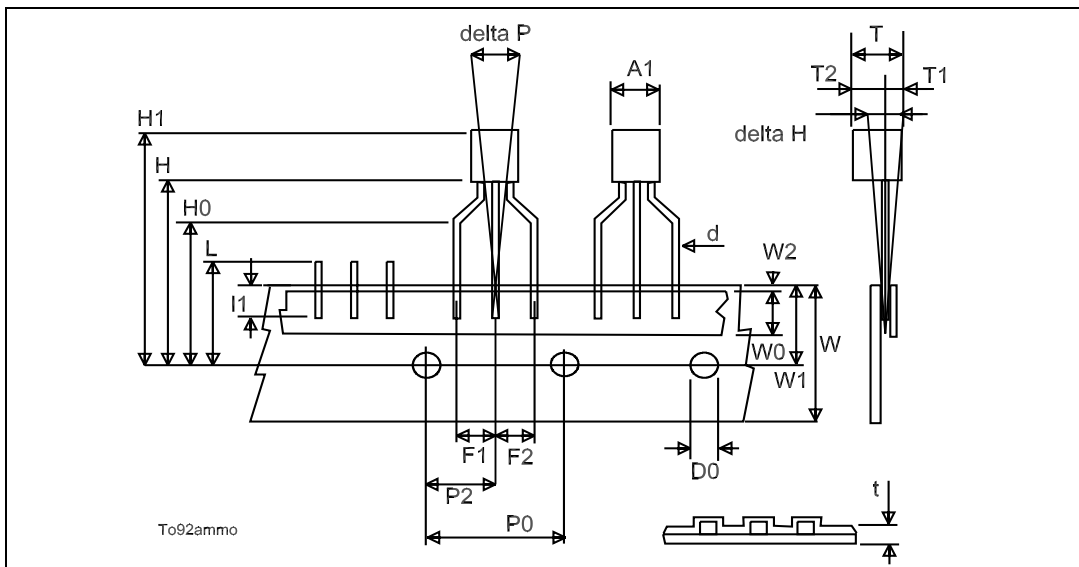 delta P
T
A1
T2
T1
H1
delta H
H
H0
d
L
W2
I1
W0
W
W1
F1
F2
D0
P2
t
P0
To92ammo